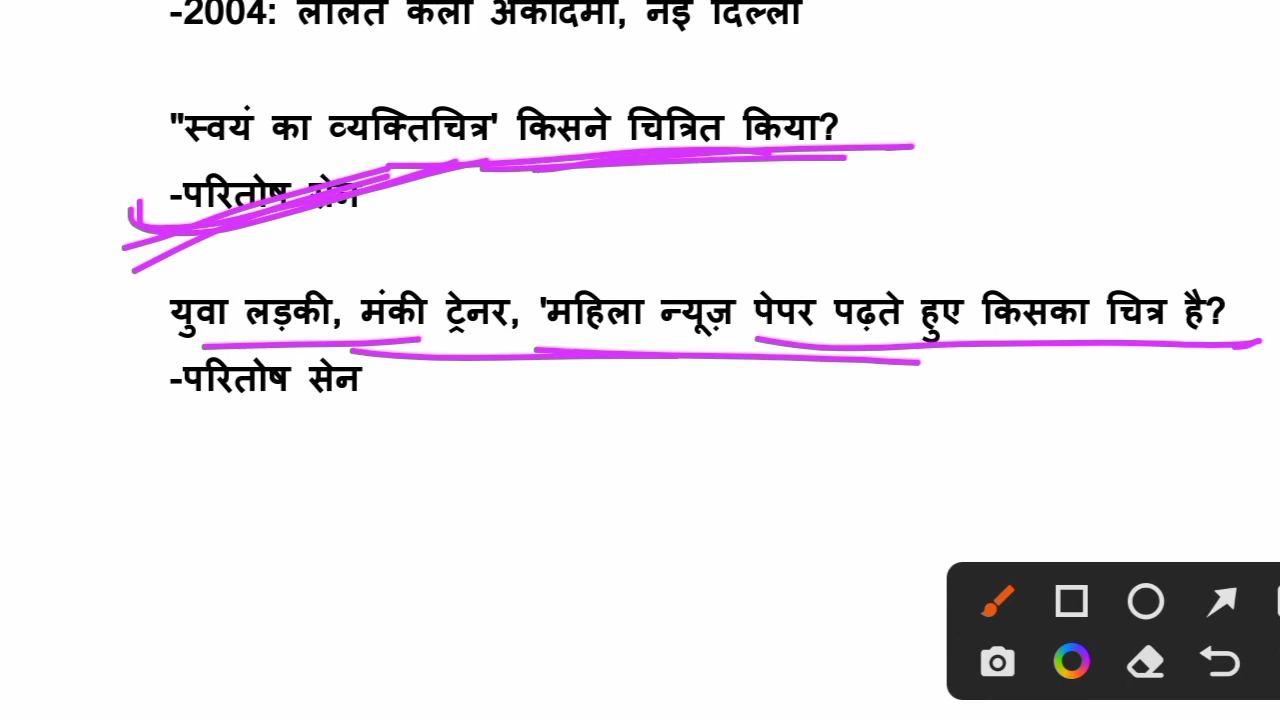 -2004: ललित कला अकादमी, नई दिल्ली
"स्वयं का व्यक्तिचित्र' किसने चित्रित किया?
-परितोष सेन
युवा लड़की, मंकी ट्रेनर, 'महिला न्यूज़ पेपर पढ़ते हुए किसका चित्र है?
-परितोष सेन